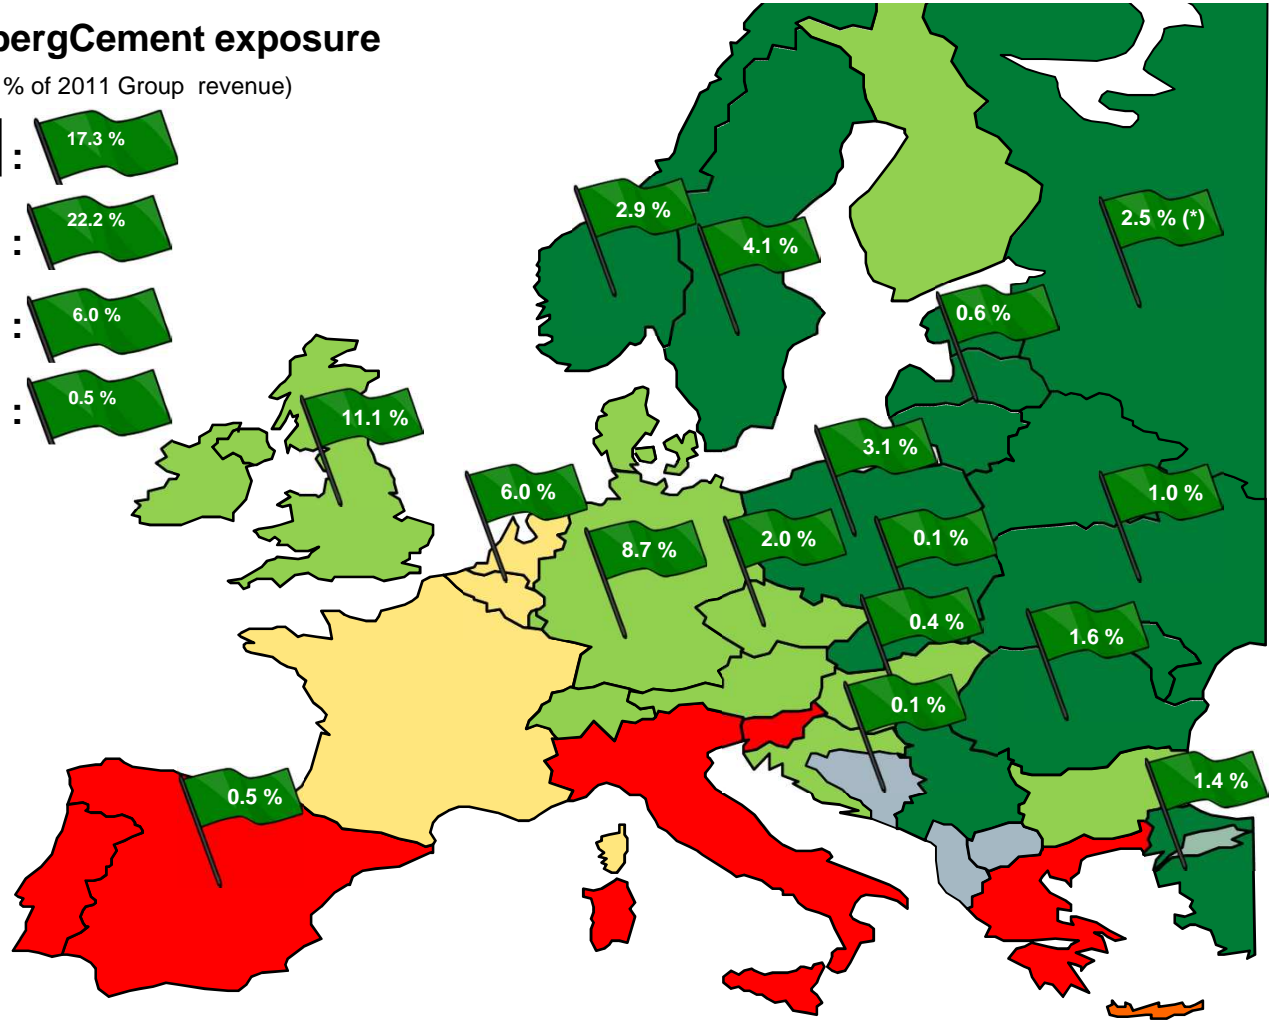 bergCement exposure
% of 2011 Group revenue)
: 17.3 %
: 22.2 %
: 6.0 %
: 0.5 %
2.9 %
4.1 %
2.5 % (*)
0.6 %
11.1 %
3.1 %
6.0 %
1.0 %
8.7 %
2.0 %
0.1 %
0.4 %
1.6 %
0.1 %
0.5 %
1.4 %